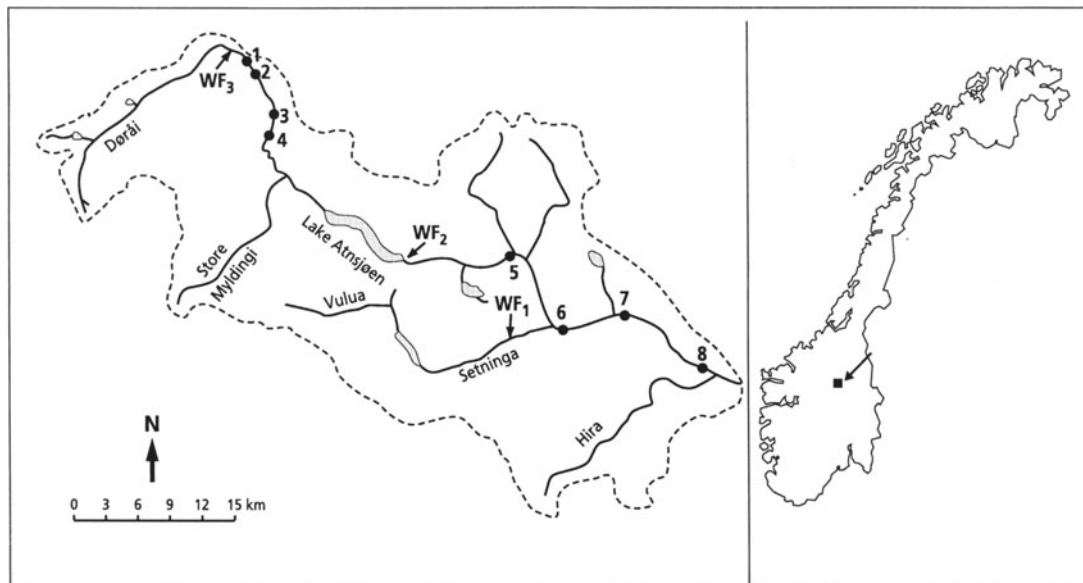 1
2
WF3
3
4
Døråi
Store
Myldingi
Lake Atnsjøen
WF2
5
Vulua
WF1
6
7
8
Setninga
Hira
N
0 3 6 9 12 15 km